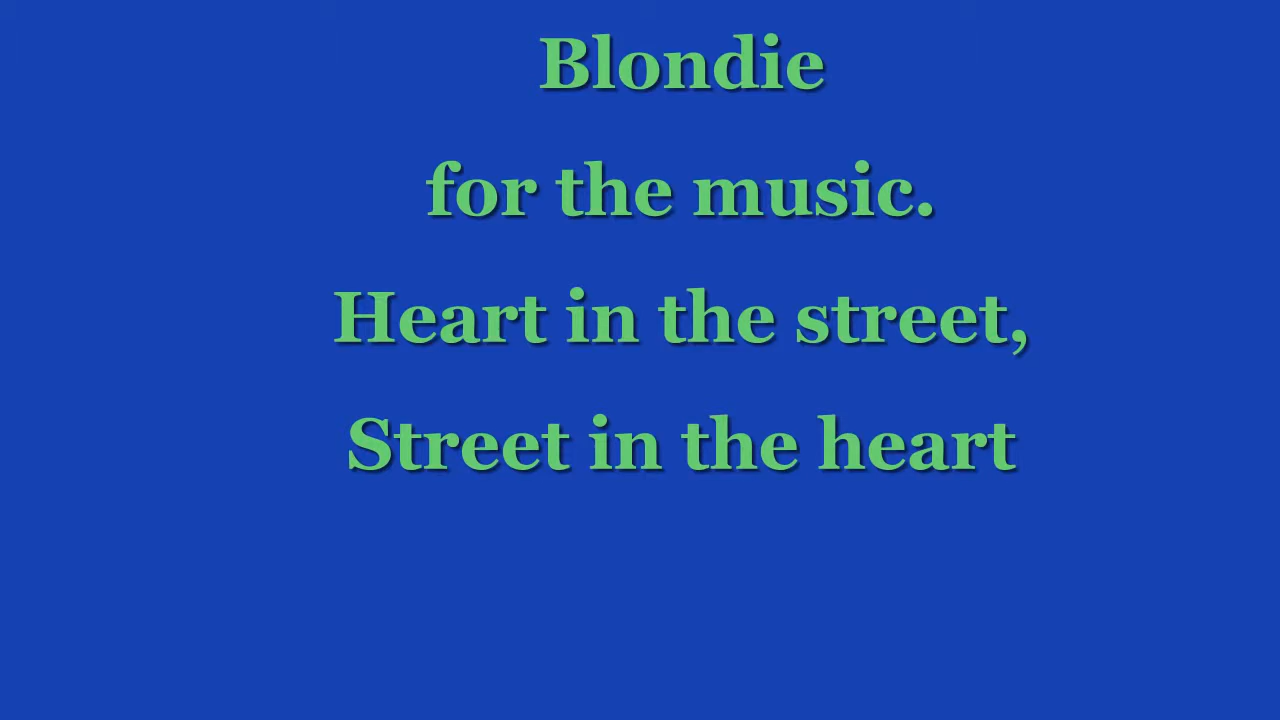 Blondie
for the music.
Heart in the street,
Street in the heart